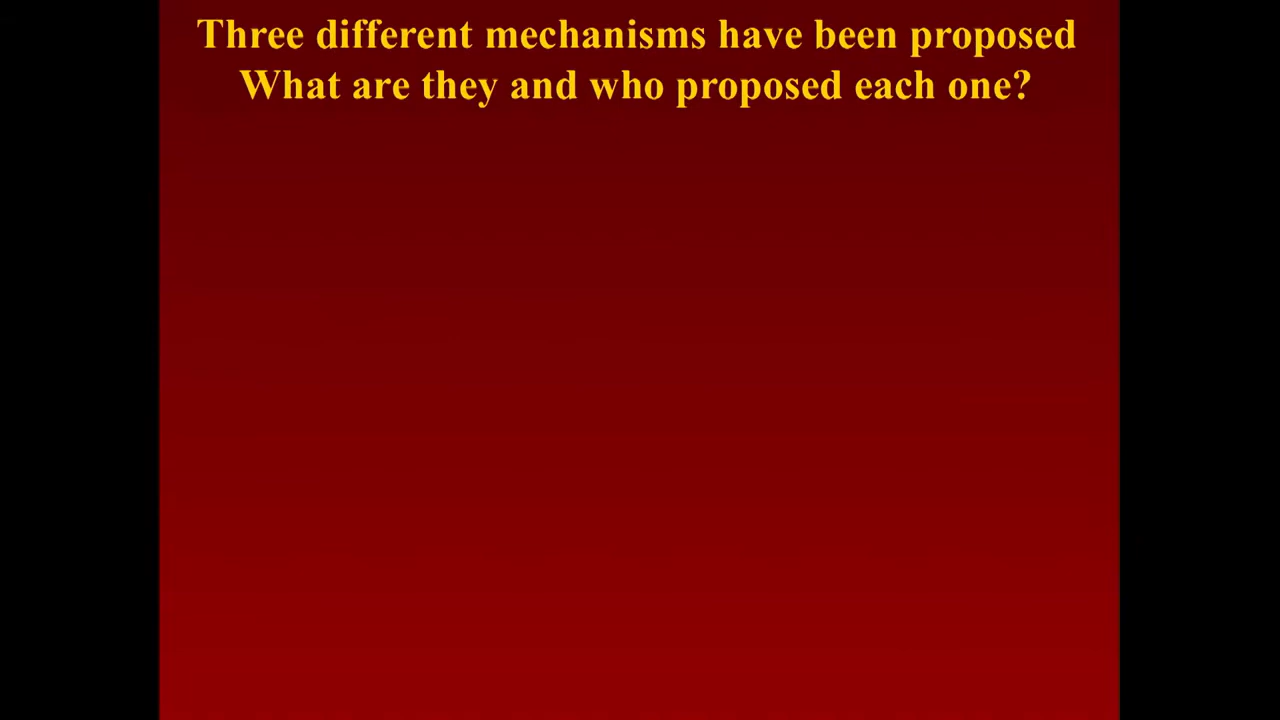 Three different mechanisms have been proposed
What are they and who proposed each one?